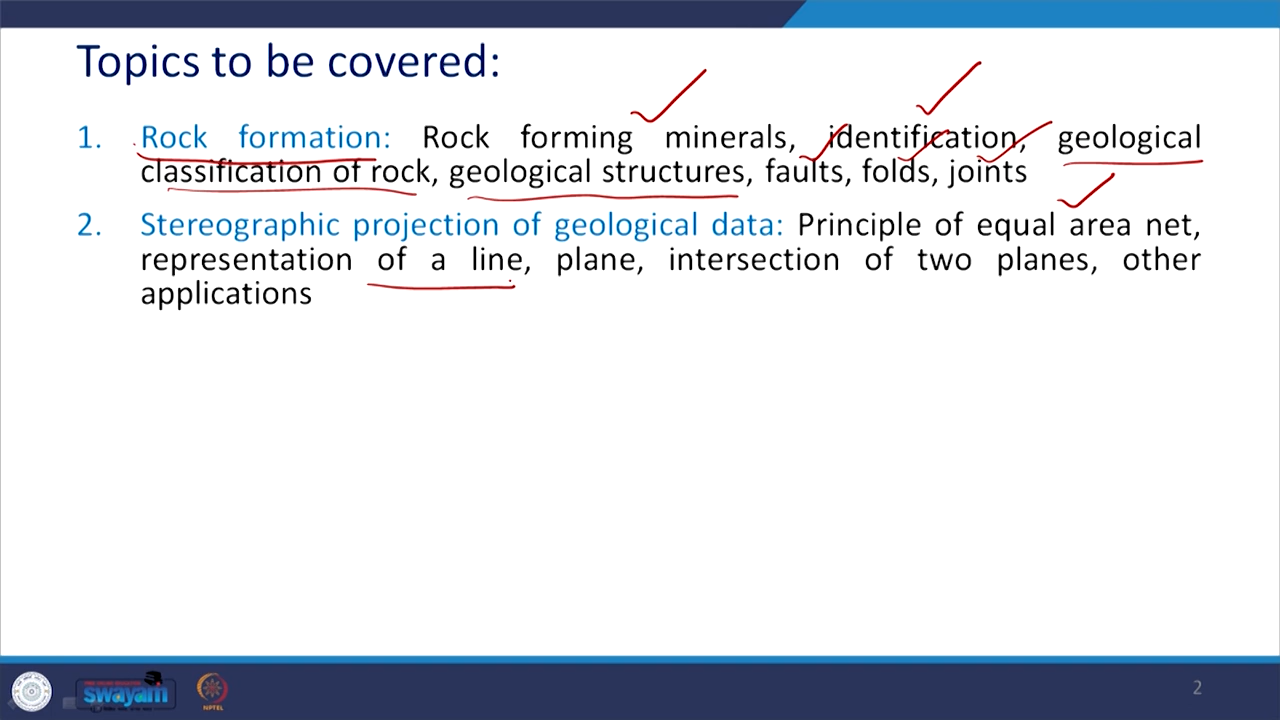 Topics to be covered:
1. Rock formation: Rock forming minerals, identification, geological
classification of rock, geological structures, faults, folds, joints
2. Stereographic projection of geological data: Principle of equal area net,
representation of a line, plane, intersection of two planes, other
applications
swayam
NPTEL
2